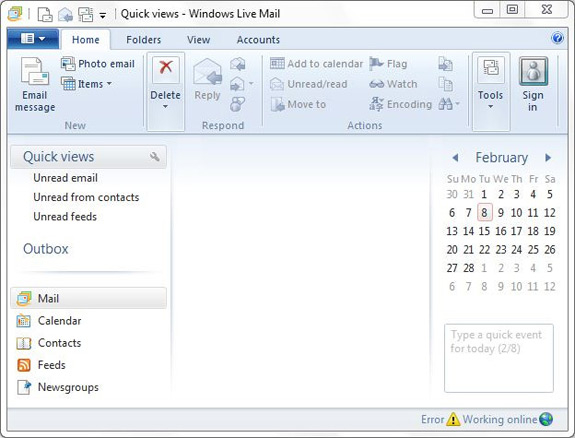 Quick views - Windows Live Mail
Home Folders View Accounts
Email message
Photo email
Items
New
Delete
Reply
Respond
Add to calendar
Unread/read
Move to
Flag
Watch
Encoding
Actions
Tools
Sign in
Quick views
Unread email
Unread from contacts
Unread feeds
Outbox
Mail
Calendar
Contacts
Feeds
Newsgroups
February
Su Mo Tu We Th Fr Sa
30 31 1 2 3 4 5
6 7 8 9 10 11 12
13 14 15 16 17 18 19
20 21 22 23 24 25 26
27 28 1 2 3 4 5
6 7 8 9 10 11 12
Type a quick event
for today (2/8)
Error Working online